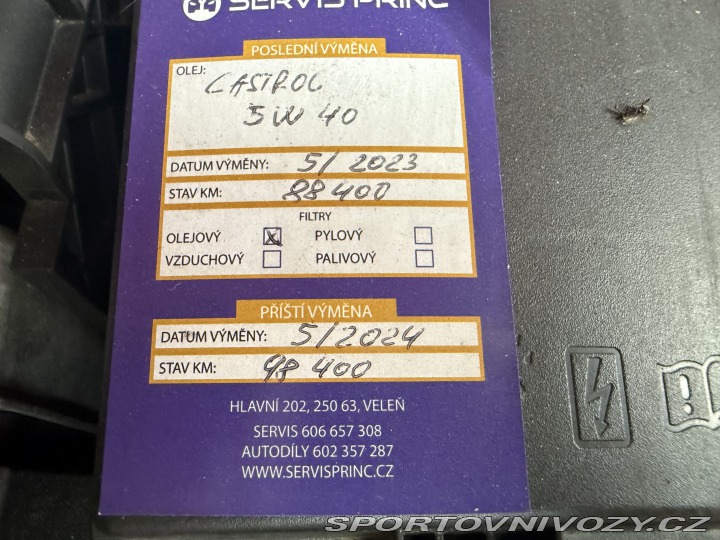 SERVIS PRINC
POSLEDNÍ VÝMĚNA
OLEJ: CASTROL
5W 40
DATUM VÝMĚNY: 5/2023
STAV KM: 88 400
FILTRY
OLEJOVÝ PYLOVÝ
VZDUCHOVÝ PALIVOVÝ
PŘÍŠTÍ VÝMĚNA
DATUM VÝMĚNY: 5/2024
STAV KM: 98 400
HLAVNÍ 202, 250 63, VELEŇ
SERVIS 606 657 308
AUTODÍLY 602 357 287
WWW.SERVISPRINC.CZ
SPORTOVNIVOZY.CZ